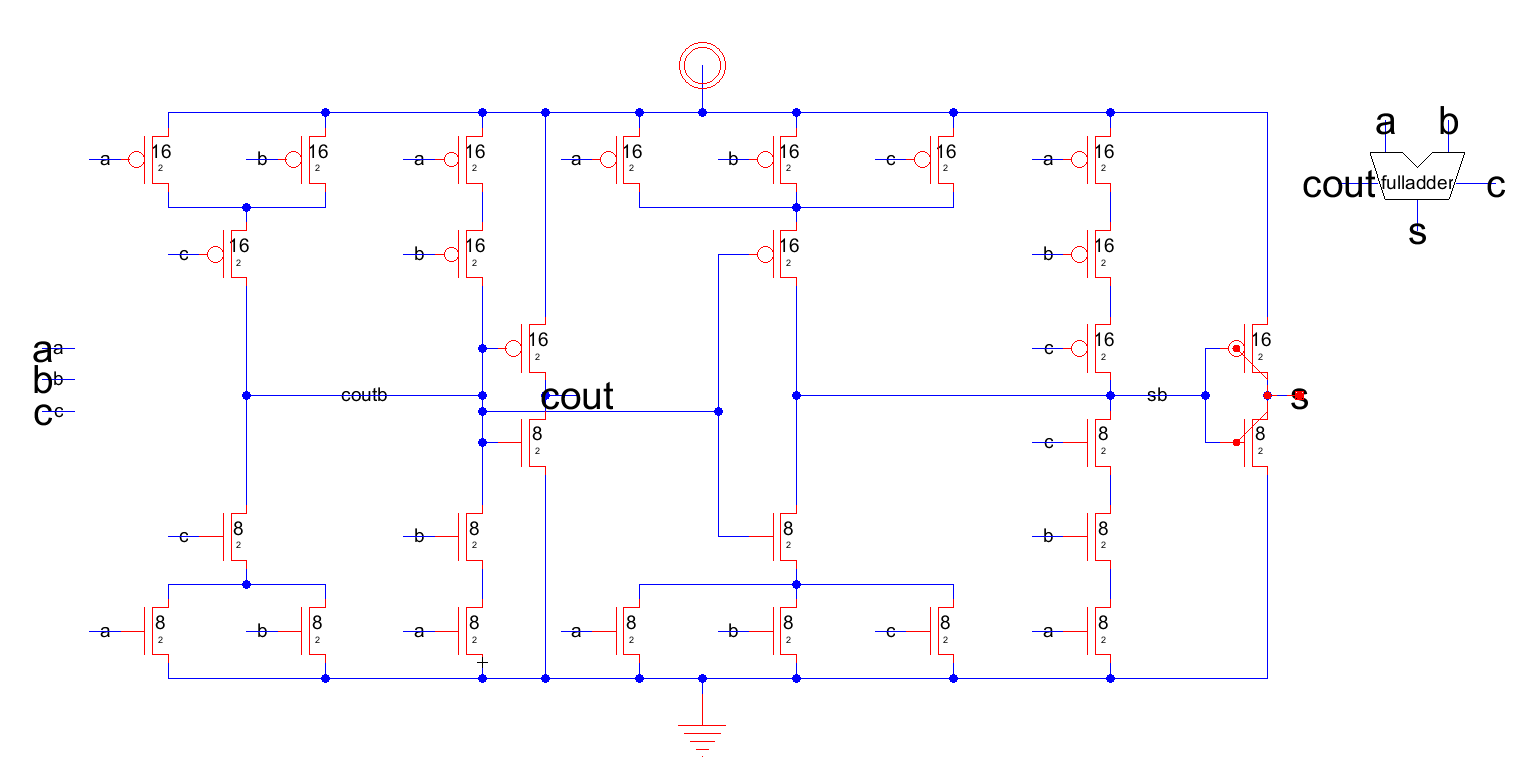 a b
cout fulladder c
s
a 16 2 b 16 2 a 16 2 a 16 2 b 16 2 c 16 2 a 16 2
c 16 2 b 16 2 16 2 b 16 2
16 2 c 16 2 16 2
a a
b b
c c
coutb cout sb s
8 2 c 8 2 8 2
c 8 2 b 8 2 8 2 b 8 2
a 8 2 b 8 2 a 8 2 a 8 2 b 8 2 c 8 2 a 8 2